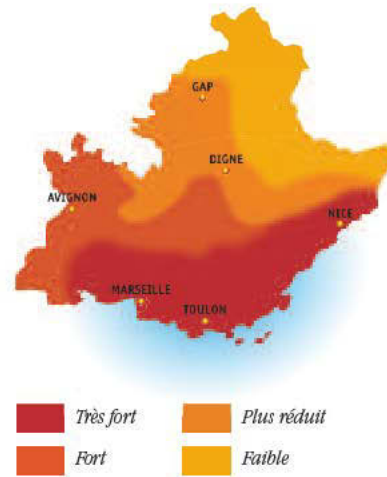 GAP
DIGNE
AVIGNON
NICE
MARSEILLE
TOULON
Très fort
Plus réduit
Fort
Faible